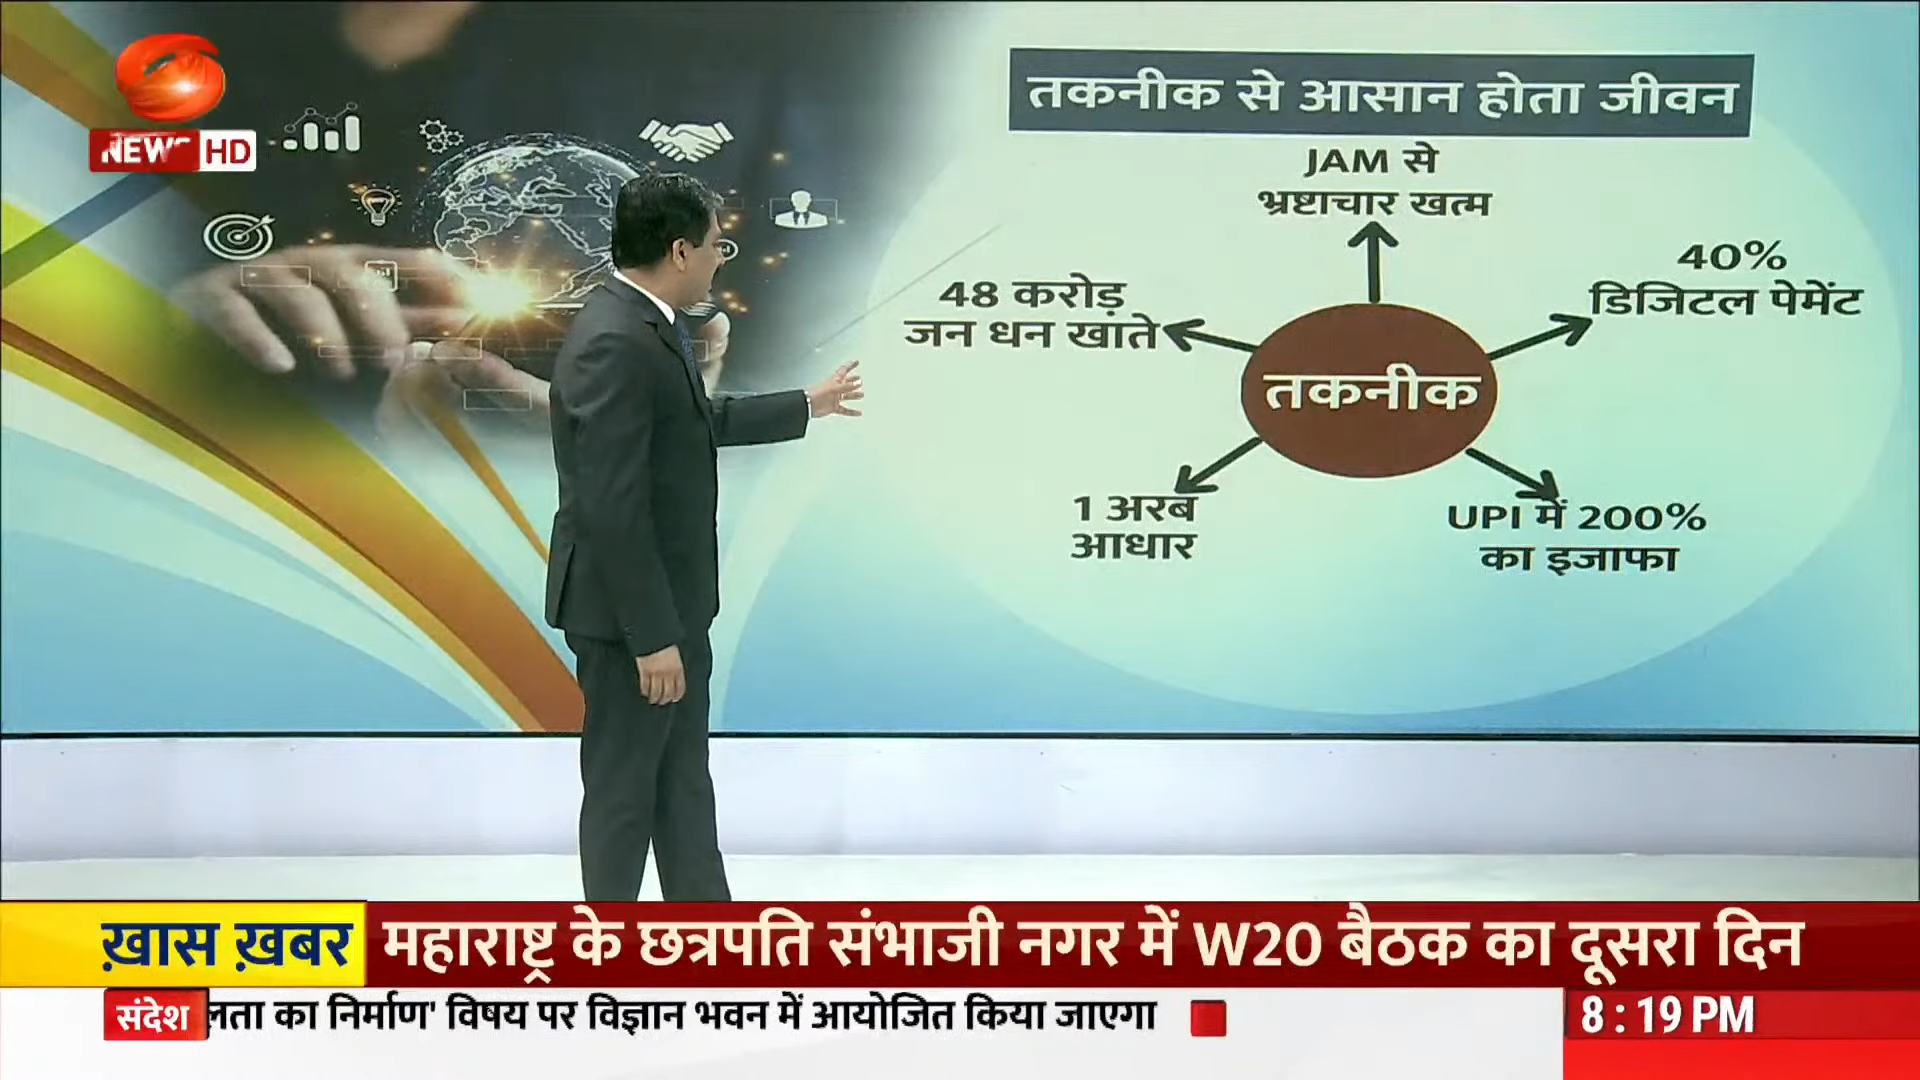 NEWS HD
तकनीक से आसान होता जीवन
JAM से
भ्रष्टाचार खत्म
40%
डिजिटल पेमेंट
48 करोड़
जन धन खाते
तकनीक
1 अरब
आधार
UPI में 200%
का इजाफा
ख़ास ख़बर
महाराष्ट्र के छत्रपति संभाजी नगर में W20 बैठक का दूसरा दिन
संदेश
लता का निर्माण' विषय पर विज्ञान भवन में आयोजित किया जाएगा
8 : 19 PM